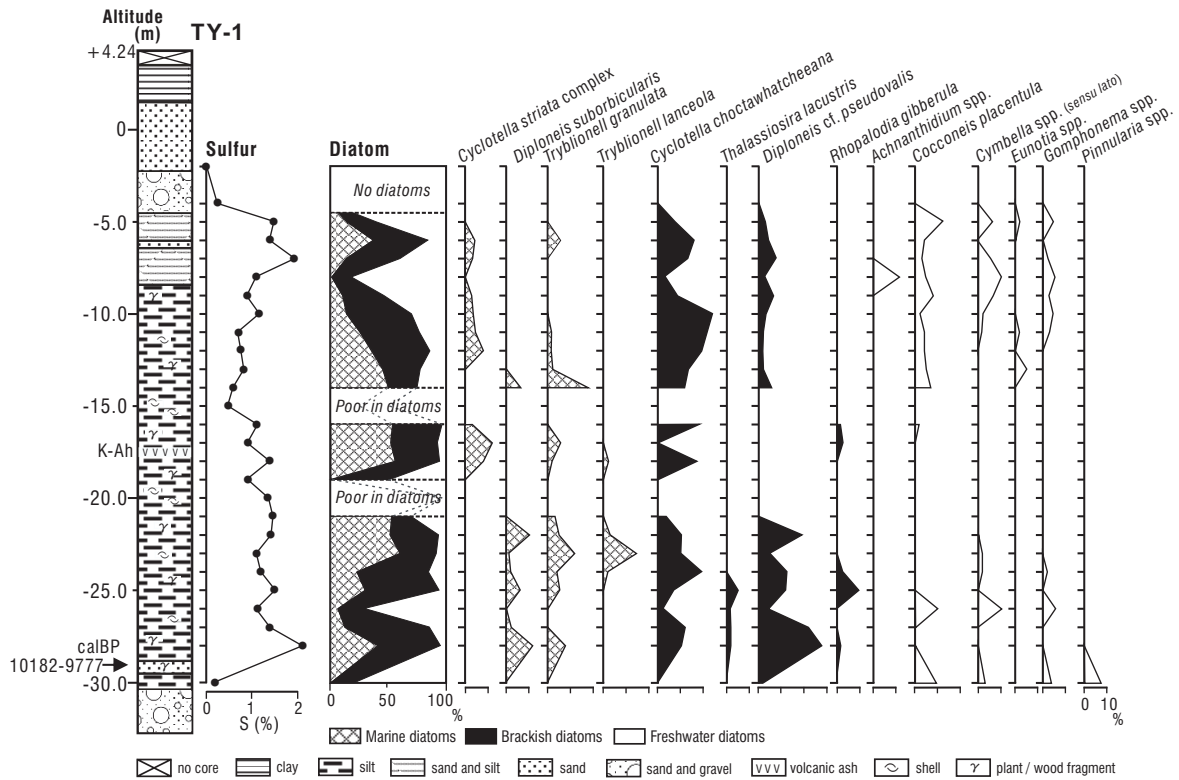 Altitude
(m)
TY-1
+4.24
0
-5.0
-10.0
-15.0
K-Ah
-20.0
-25.0
calBP
10182-9777
-30.0
Sulfur
0 1 2
S (%)
Diatom
No diatoms
Poor in diatoms
Poor in diatoms
0 50 100
%
Cyclotella striata complex
Diploneis suborbicularis
Tryblionell granulata
Tryblionell lanceola
Cyclotella choctawhatcheeana
Thalassiosira lacustris
Diploneis cf. pseudovalis
Rhopalodia gibberula
Achnanthidium spp.
Cocconeis placentula
Cymbella spp. (sensu lato)
Eunotia spp.
Gomphonema spp.
Pinnularia spp.
0 10
%
Marine diatoms Brackish diatoms Freshwater diatoms
no core clay silt sand and silt sand sand and gravel vvv volcanic ash shell γ plant / wood fragment